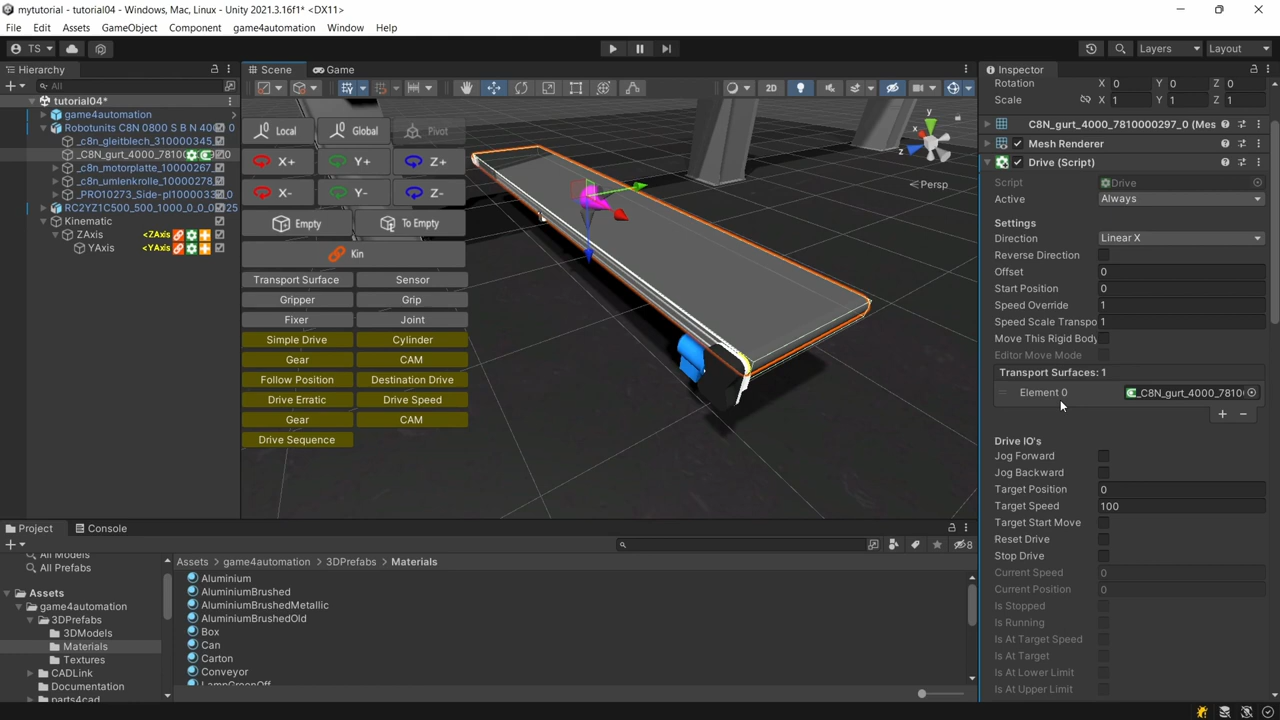 mytutorial - tutorial04 - Windows, Mac, Linux - Unity 2021.3.16f1* <DX11>
File Edit Assets GameObject Component game4automation Window Help
TS
Layers Layout
Hierarchy
All
tutorial04*
game4automation
Robotunits C8N 0800 S B N 40 0
_c8n_gleitblech_310000345
_C8N_gurt_4000_7810 0
_c8n_motorplatte_10000267
_c8n_umlenkrolle_10000278
_PRO10273_Side-pl1000033 0
RC2YZ1C500_500_1000_0_0_0 25
Kinematic
ZAxis <ZAxis
YAxis <YAxis
Scene Game
2D
Local Global Pivot
X+ Y+ Z+
X- Y- Z-
Empty To Empty
Kin
Transport Surface Sensor
Gripper Grip
Fixer Joint
Simple Drive Cylinder
Gear CAM
Follow Position Destination Drive
Drive Erratic Drive Speed
Gear CAM
Drive Sequence
y
x
z
Persp
Inspector
Rotation X 0 Y 0 Z 0
Scale X 1 Y 1 Z 1
C8N_gurt_4000_7810000297_0 (Mes
Mesh Renderer
Drive (Script)
Script Drive
Active Always
Settings
Direction Linear X
Reverse Direction
Offset 0
Start Position 0
Speed Override 1
Speed Scale Transpo 1
Move This Rigid Body
Editor Move Mode
Transport Surfaces: 1
Element 0 _C8N_gurt_4000_7810
Drive IO's
Jog Forward
Jog Backward
Target Position 0
Target Speed 100
Target Start Move
Reset Drive
Stop Drive
Current Speed 0
Current Position 0
Is Stopped
Is Running
Is At Target Speed
Is At Target
Is At Lower Limit
Is At Upper Limit
Project Console
8
All Models
All Prefabs
Assets
game4automation
3DPrefabs
3DModels
Materials
Textures
CADLink
Documentation
parts4cad
Assets > game4automation > 3DPrefabs > Materials
Aluminium
AluminiumBrushed
AluminiumBrushedMetallic
AluminiumBrushedOld
Box
Can
Carton
Conveyor
LampGreenOff